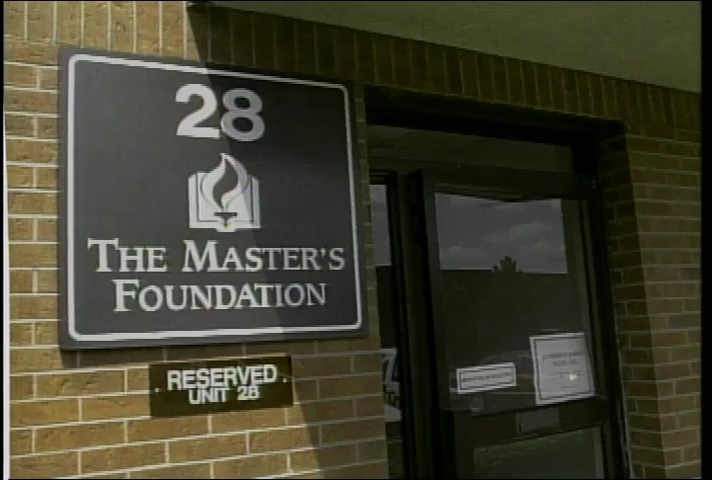 28
THE MASTER'S
FOUNDATION
RESERVED
UNIT 28